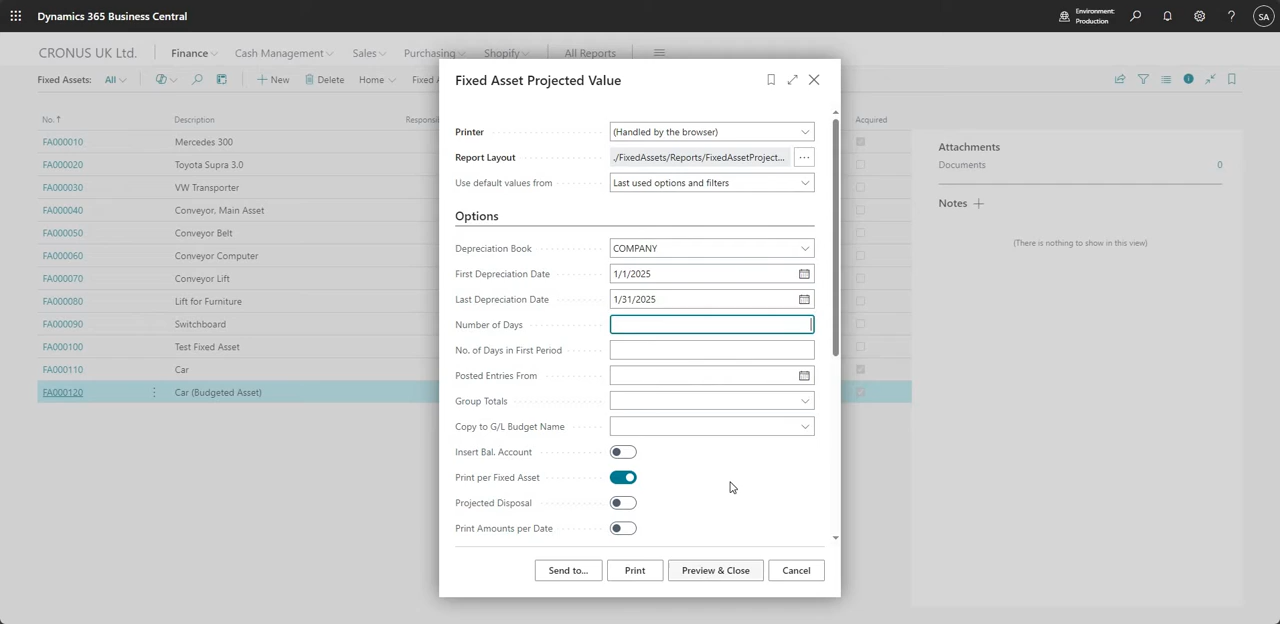 Dynamics 365 Business Central
Environment:
Production
SA
CRONUS UK Ltd.
Finance
Cash Management
Sales
Purchasing
Shopify
All Reports
Fixed Assets:
All
New
Delete
Home
Fixed A
No. ↑
Description
Responsib
Acquired
FA000010
Mercedes 300
FA000020
Toyota Supra 3.0
FA000030
VW Transporter
FA000040
Conveyor, Main Asset
FA000050
Conveyor Belt
FA000060
Conveyor Computer
FA000070
Conveyor Lift
FA000080
Lift for Furniture
FA000090
Switchboard
FA000100
Test Fixed Asset
FA000110
Car
FA000120
Car (Budgeted Asset)
Fixed Asset Projected Value
Printer
(Handled by the browser)
Report Layout
./FixedAssets/Reports/FixedAssetProject...
Use default values from
Last used options and filters
Options
Depreciation Book
COMPANY
First Depreciation Date
1/1/2025
Last Depreciation Date
1/31/2025
Number of Days
No. of Days in First Period
Posted Entries From
Group Totals
Copy to G/L Budget Name
Insert Bal. Account
Print per Fixed Asset
Projected Disposal
Print Amounts per Date
Send to...
Print
Preview & Close
Cancel
Attachments
Documents
0
Notes
(There is nothing to show in this view)